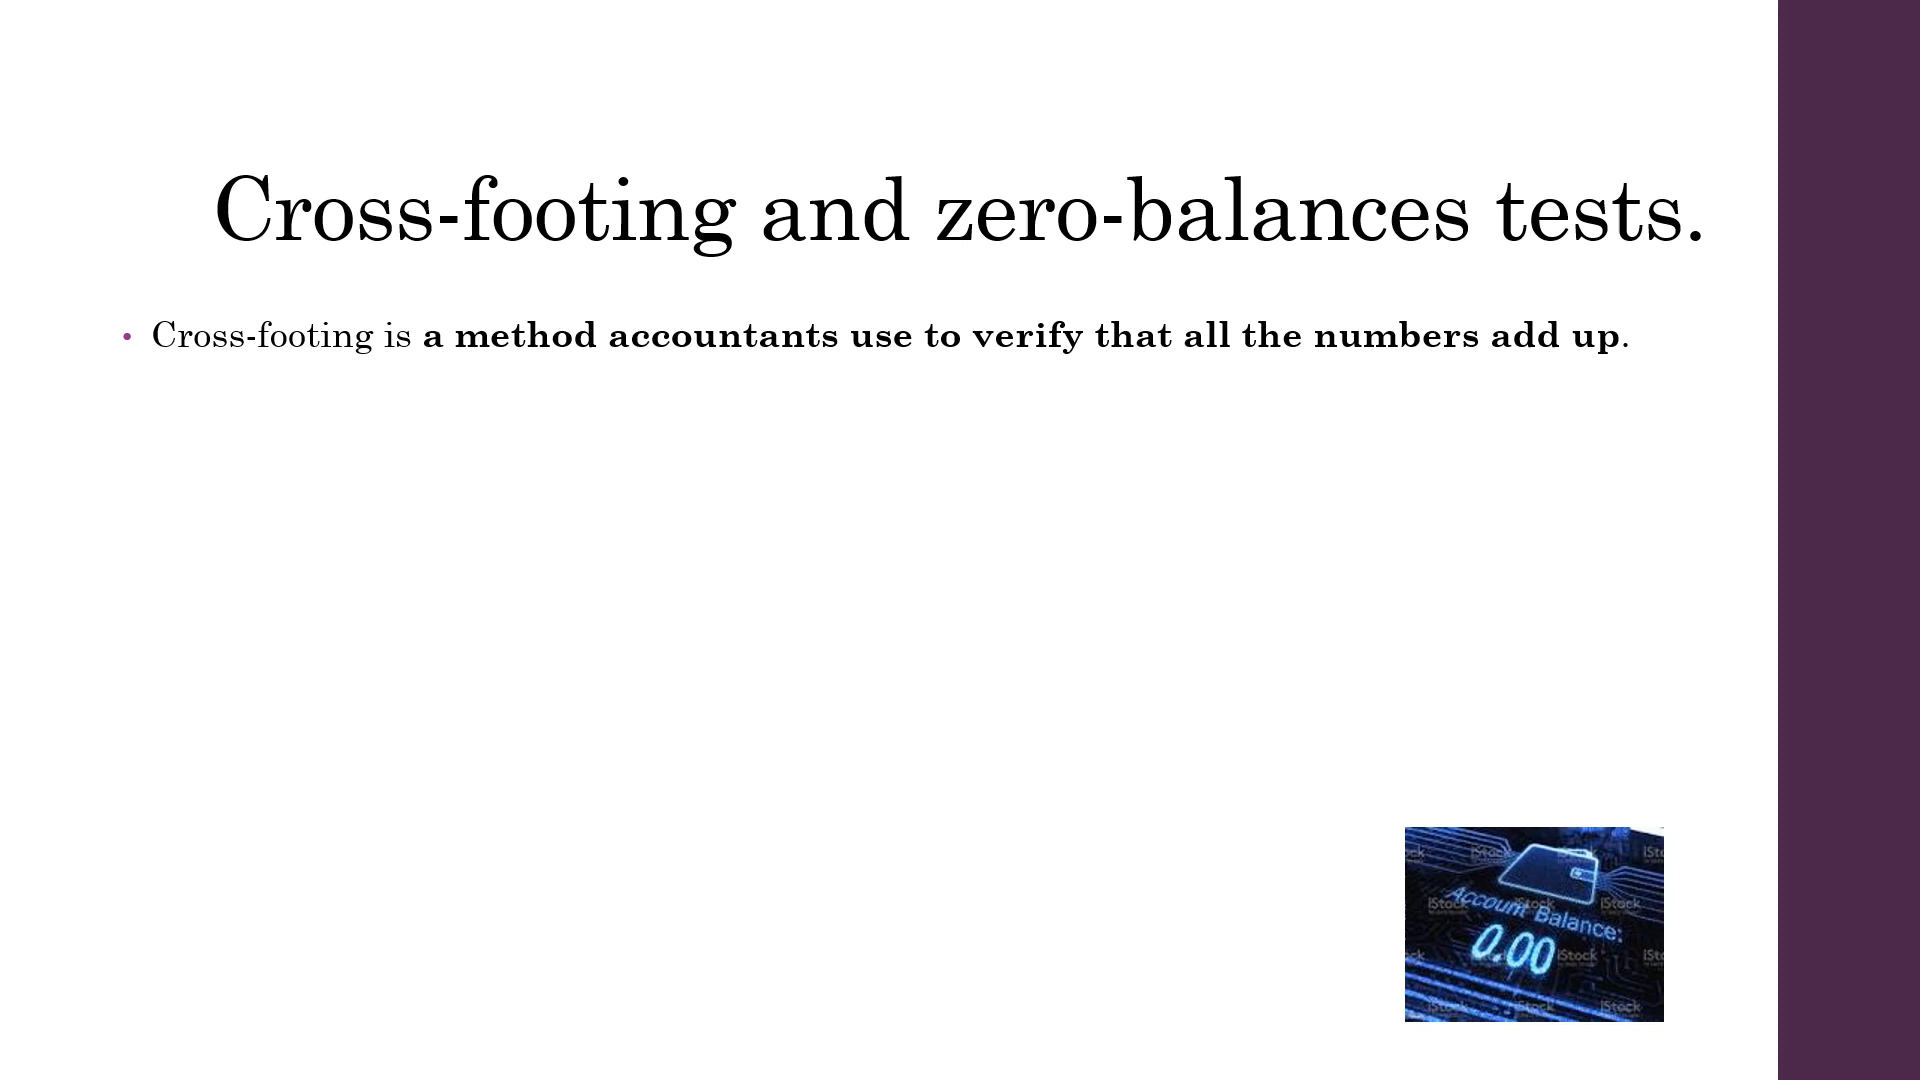 Cross-footing and zero-balances tests.
• Cross-footing is a method accountants use to verify that all the numbers add up.
iStock
Account Balance:
0.00